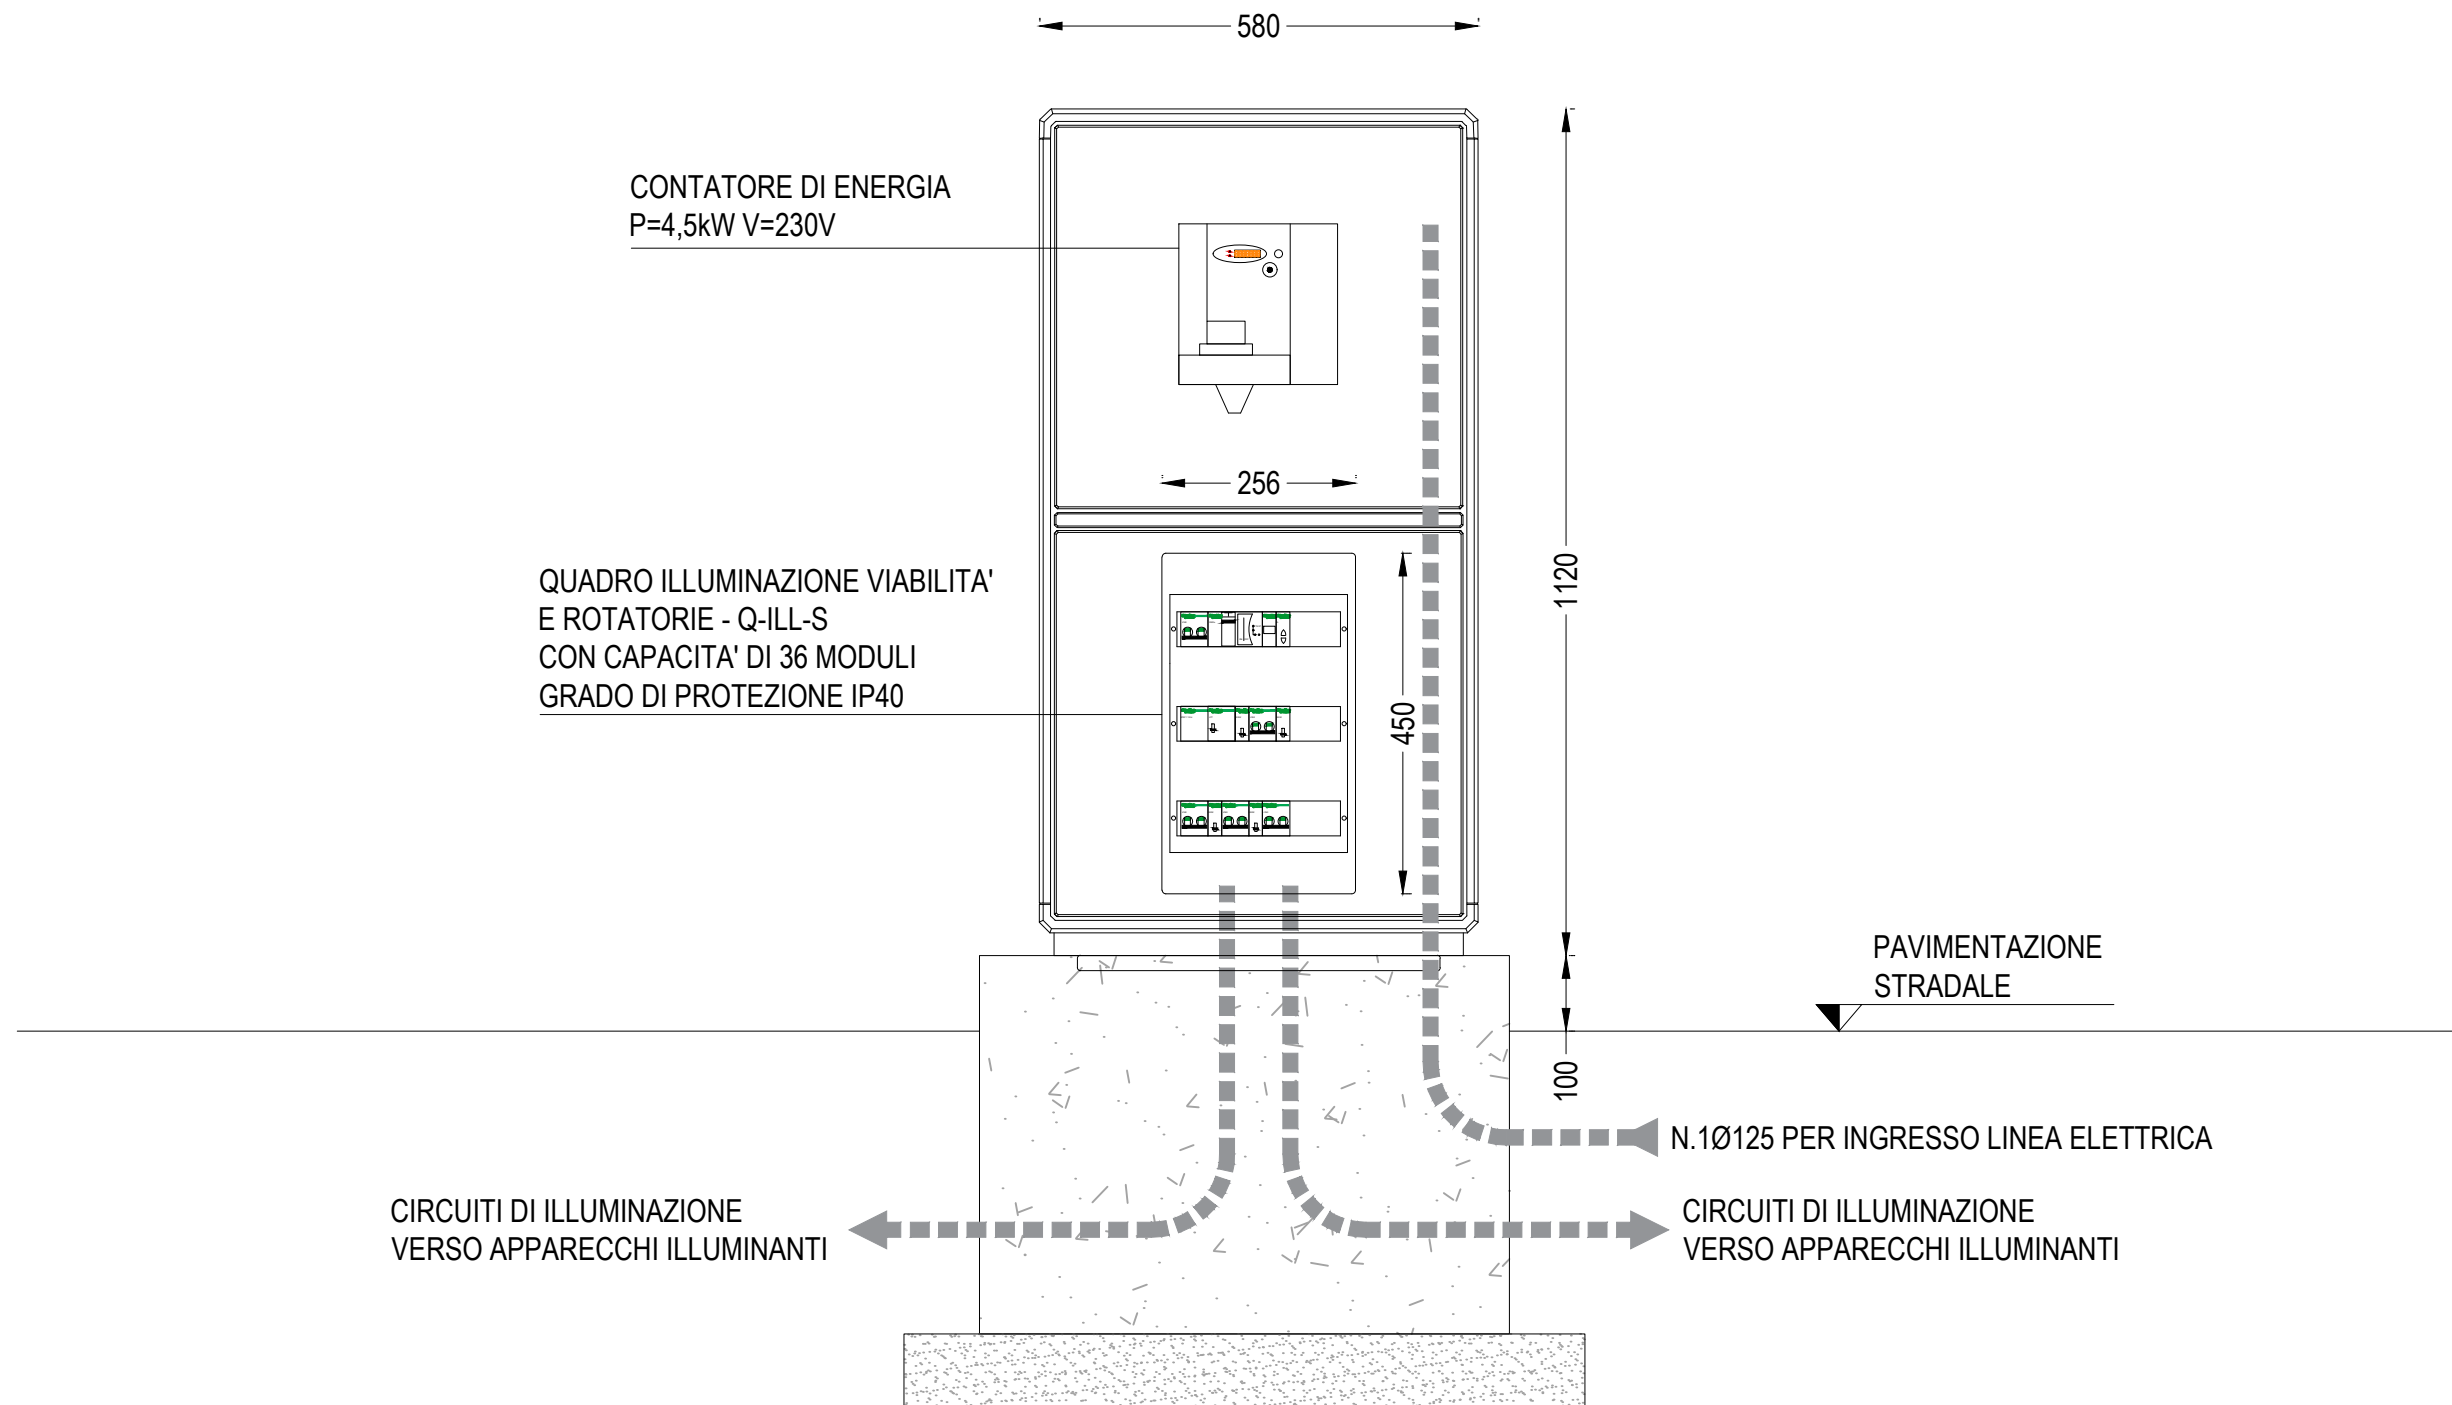 580
CONTATORE DI ENERGIA
P=4,5kW V=230V
256
QUADRO ILLUMINAZIONE VIABILITA'
E ROTATORIE - Q-ILL-S
CON CAPACITA' DI 36 MODULI
GRADO DI PROTEZIONE IP40
450
1120
PAVIMENTAZIONE
STRADALE
100
N.1Ø125 PER INGRESSO LINEA ELETTRICA
CIRCUITI DI ILLUMINAZIONE
VERSO APPARECCHI ILLUMINANTI
CIRCUITI DI ILLUMINAZIONE
VERSO APPARECCHI ILLUMINANTI